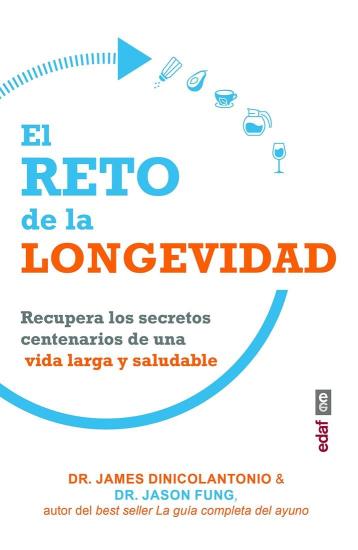 El
RETO
de la
LONGEVIDAD
Recupera los secretos
centenarios de una
vida larga y saludable
edaf
DR. JAMES DINICOLANTONIO &
DR. JASON FUNG,
autor del best seller La guía completa del ayuno